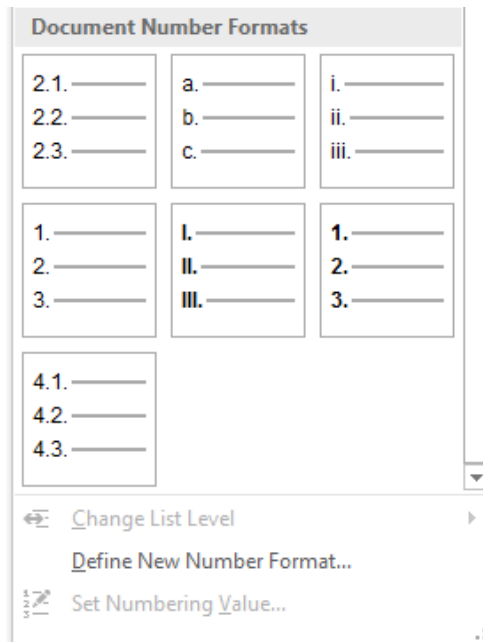 Document Number Formats
2.1. a. i.
2.2. b. ii.
2.3. c. iii.
1. I. 1.
2. II. 2.
3. III. 3.
4.1.
4.2.
4.3.
Change List Level
Define New Number Format...
Set Numbering Value...